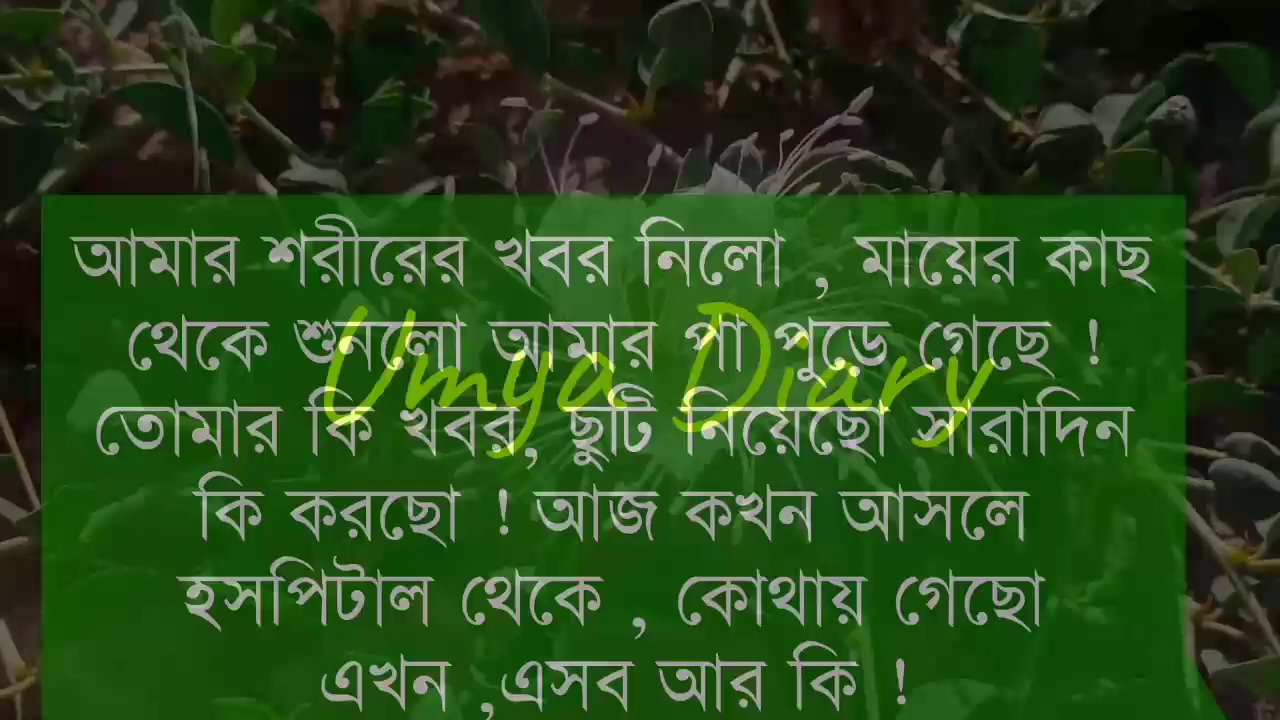 আমার শরীরের খবর নিলো , মায়ের কাছ
থেকে শুনলো আমার পা পুড়ে গেছে !
Umya Diary
তোমার কি খবর, ছুটি নিয়েছো সারাদিন
কি করছো ! আজ কখন আসলে
হসপিটাল থেকে , কোথায় গেছো
এখন ,এসব আর কি !